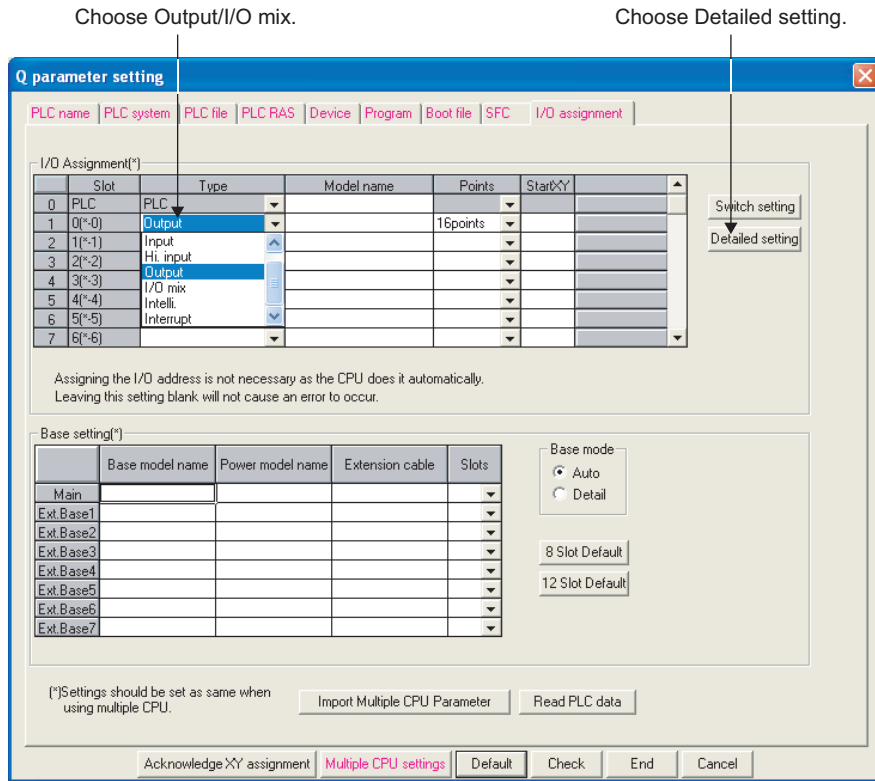 Choose Output/I/O mix.
Choose Detailed setting.
Q parameter setting
PLC name PLC system PLC file PLC RAS Device Program Boot file SFC I/O assignment
I/O Assignment(*)
Slot Type Model name Points StartXY
0 PLC PLC
Switch setting
1 0(*-0) Output 16points
2 1(*-1) Input
Detailed setting
3 2(*-2) Hi. input
Output
4 3(*-3) I/O mix
5 4(*-4) Intelli.
6 5(*-5) Interrupt
7 6(*-6)
Assigning the I/O address is not necessary as the CPU does it automatically.
Leaving this setting blank will not cause an error to occur.
Base setting(*)
Base model name Power model name Extension cable Slots
Base mode
Auto
Detail
Main
Ext.Base1
Ext.Base2
Ext.Base3
8 Slot Default
Ext.Base4
Ext.Base5
12 Slot Default
Ext.Base6
Ext.Base7
(*)Settings should be set as same when
using multiple CPU.
Import Multiple CPU Parameter Read PLC data
Acknowledge XY assignment Multiple CPU settings Default Check End Cancel